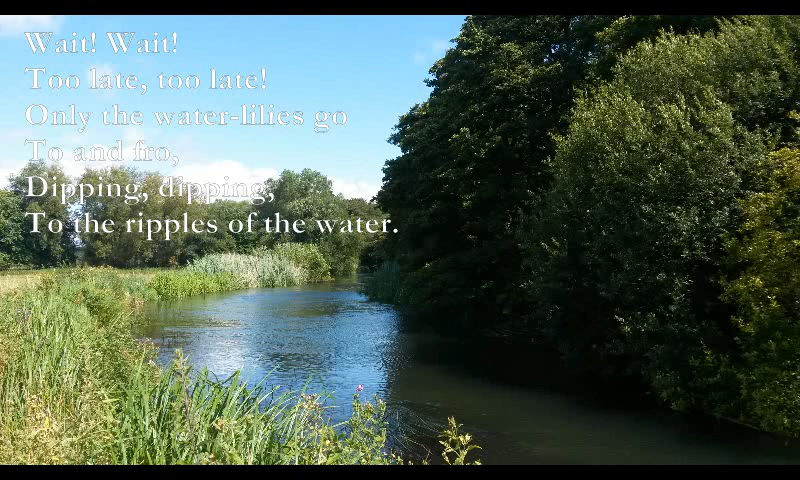 Wait! Wait!
Too late, too late!
Only the water-lilies go
To and fro,
Dipping, dipping,
To the ripples of the water.